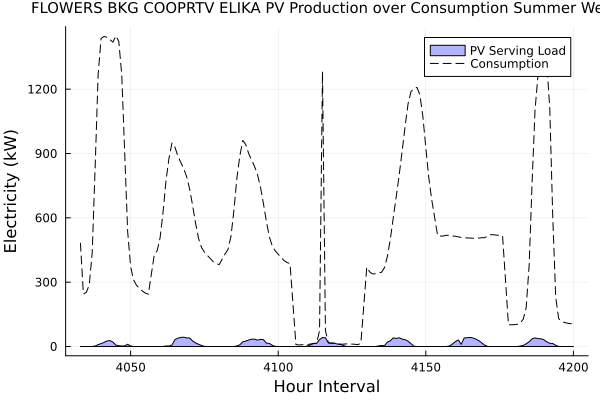 FLOWERS BKG COOPRTV ELIKA PV Production over Consumption Summer We
PV Serving Load
Consumption
Electricity (kW)
1200
900
600
300
0
4050
4100
4150
4200
Hour Interval